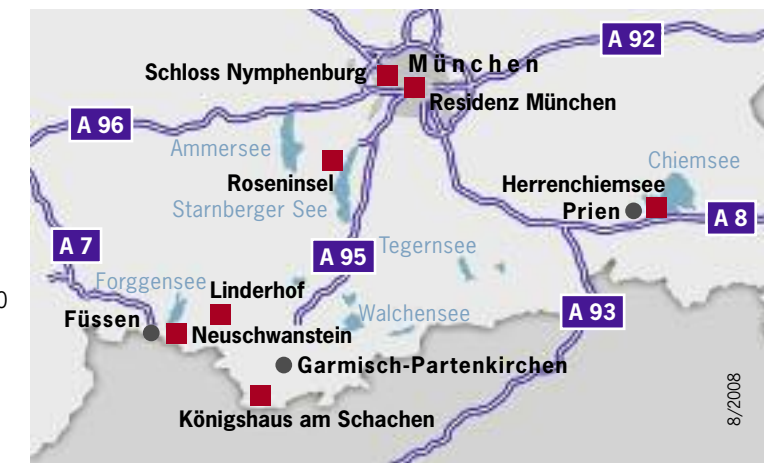 A 92
München
Schloss Nymphenburg
Residenz München
A 96
Ammersee
Chiemsee
Roseninsel
Herrenchiemsee
Starnberger See
Prien
A 8
A 7
A 95
Tegernsee
Forggensee
Linderhof
0
Füssen
Neuschwanstein
Walchensee
A 93
Garmisch-Partenkirchen
Königshaus am Schachen
8/2008